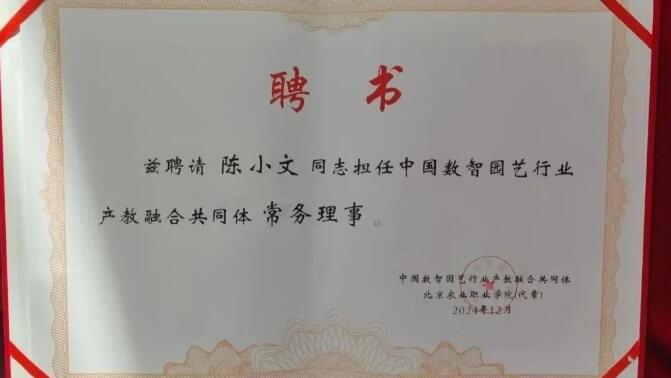 聘书
兹聘请 陈小文 同志担任中国数智园艺行业
产教融合共同体 常务理事。
中国数智园艺行业产教融合共同体
北京农业职业学院(代章)
2024年12月